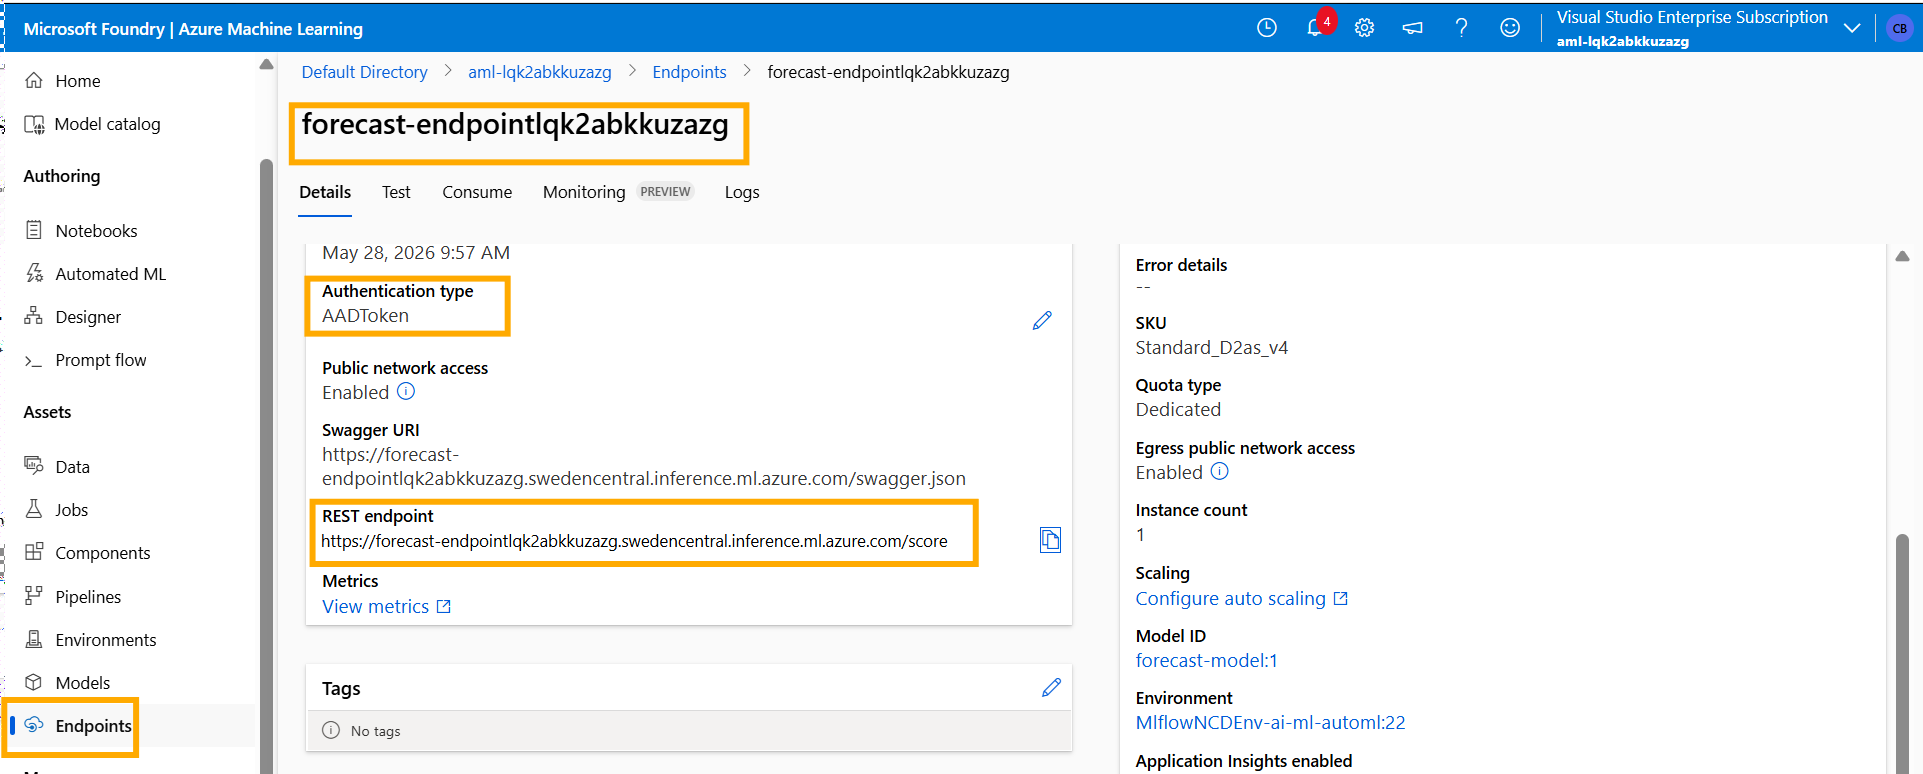 Microsoft Foundry | Azure Machine Learning
4
Visual Studio Enterprise Subscription
aml-lqk2abkkuzazg
CB
Home
Model catalog
Authoring
Notebooks
Automated ML
Designer
Prompt flow
Assets
Data
Jobs
Components
Pipelines
Environments
Models
Endpoints
Default Directory > aml-lqk2abkkuzazg > Endpoints > forecast-endpointlqk2abkkuzazg
forecast-endpointlqk2abkkuzazg
Details Test Consume Monitoring PREVIEW Logs
May 28, 2026 9:57 AM
Authentication type
AADToken
Public network access
Enabled
Swagger URI
https://forecast-
endpointlqk2abkkuzazg.swedencentral.inference.ml.azure.com/swagger.json
REST endpoint
https://forecast-endpointlqk2abkkuzazg.swedencentral.inference.ml.azure.com/score
Metrics
View metrics
Tags
No tags
Error details
--
SKU
Standard_D2as_v4
Quota type
Dedicated
Egress public network access
Enabled
Instance count
1
Scaling
Configure auto scaling
Model ID
forecast-model:1
Environment
MlflowNCDEnv-ai-ml-automl:22
Application Insights enabled